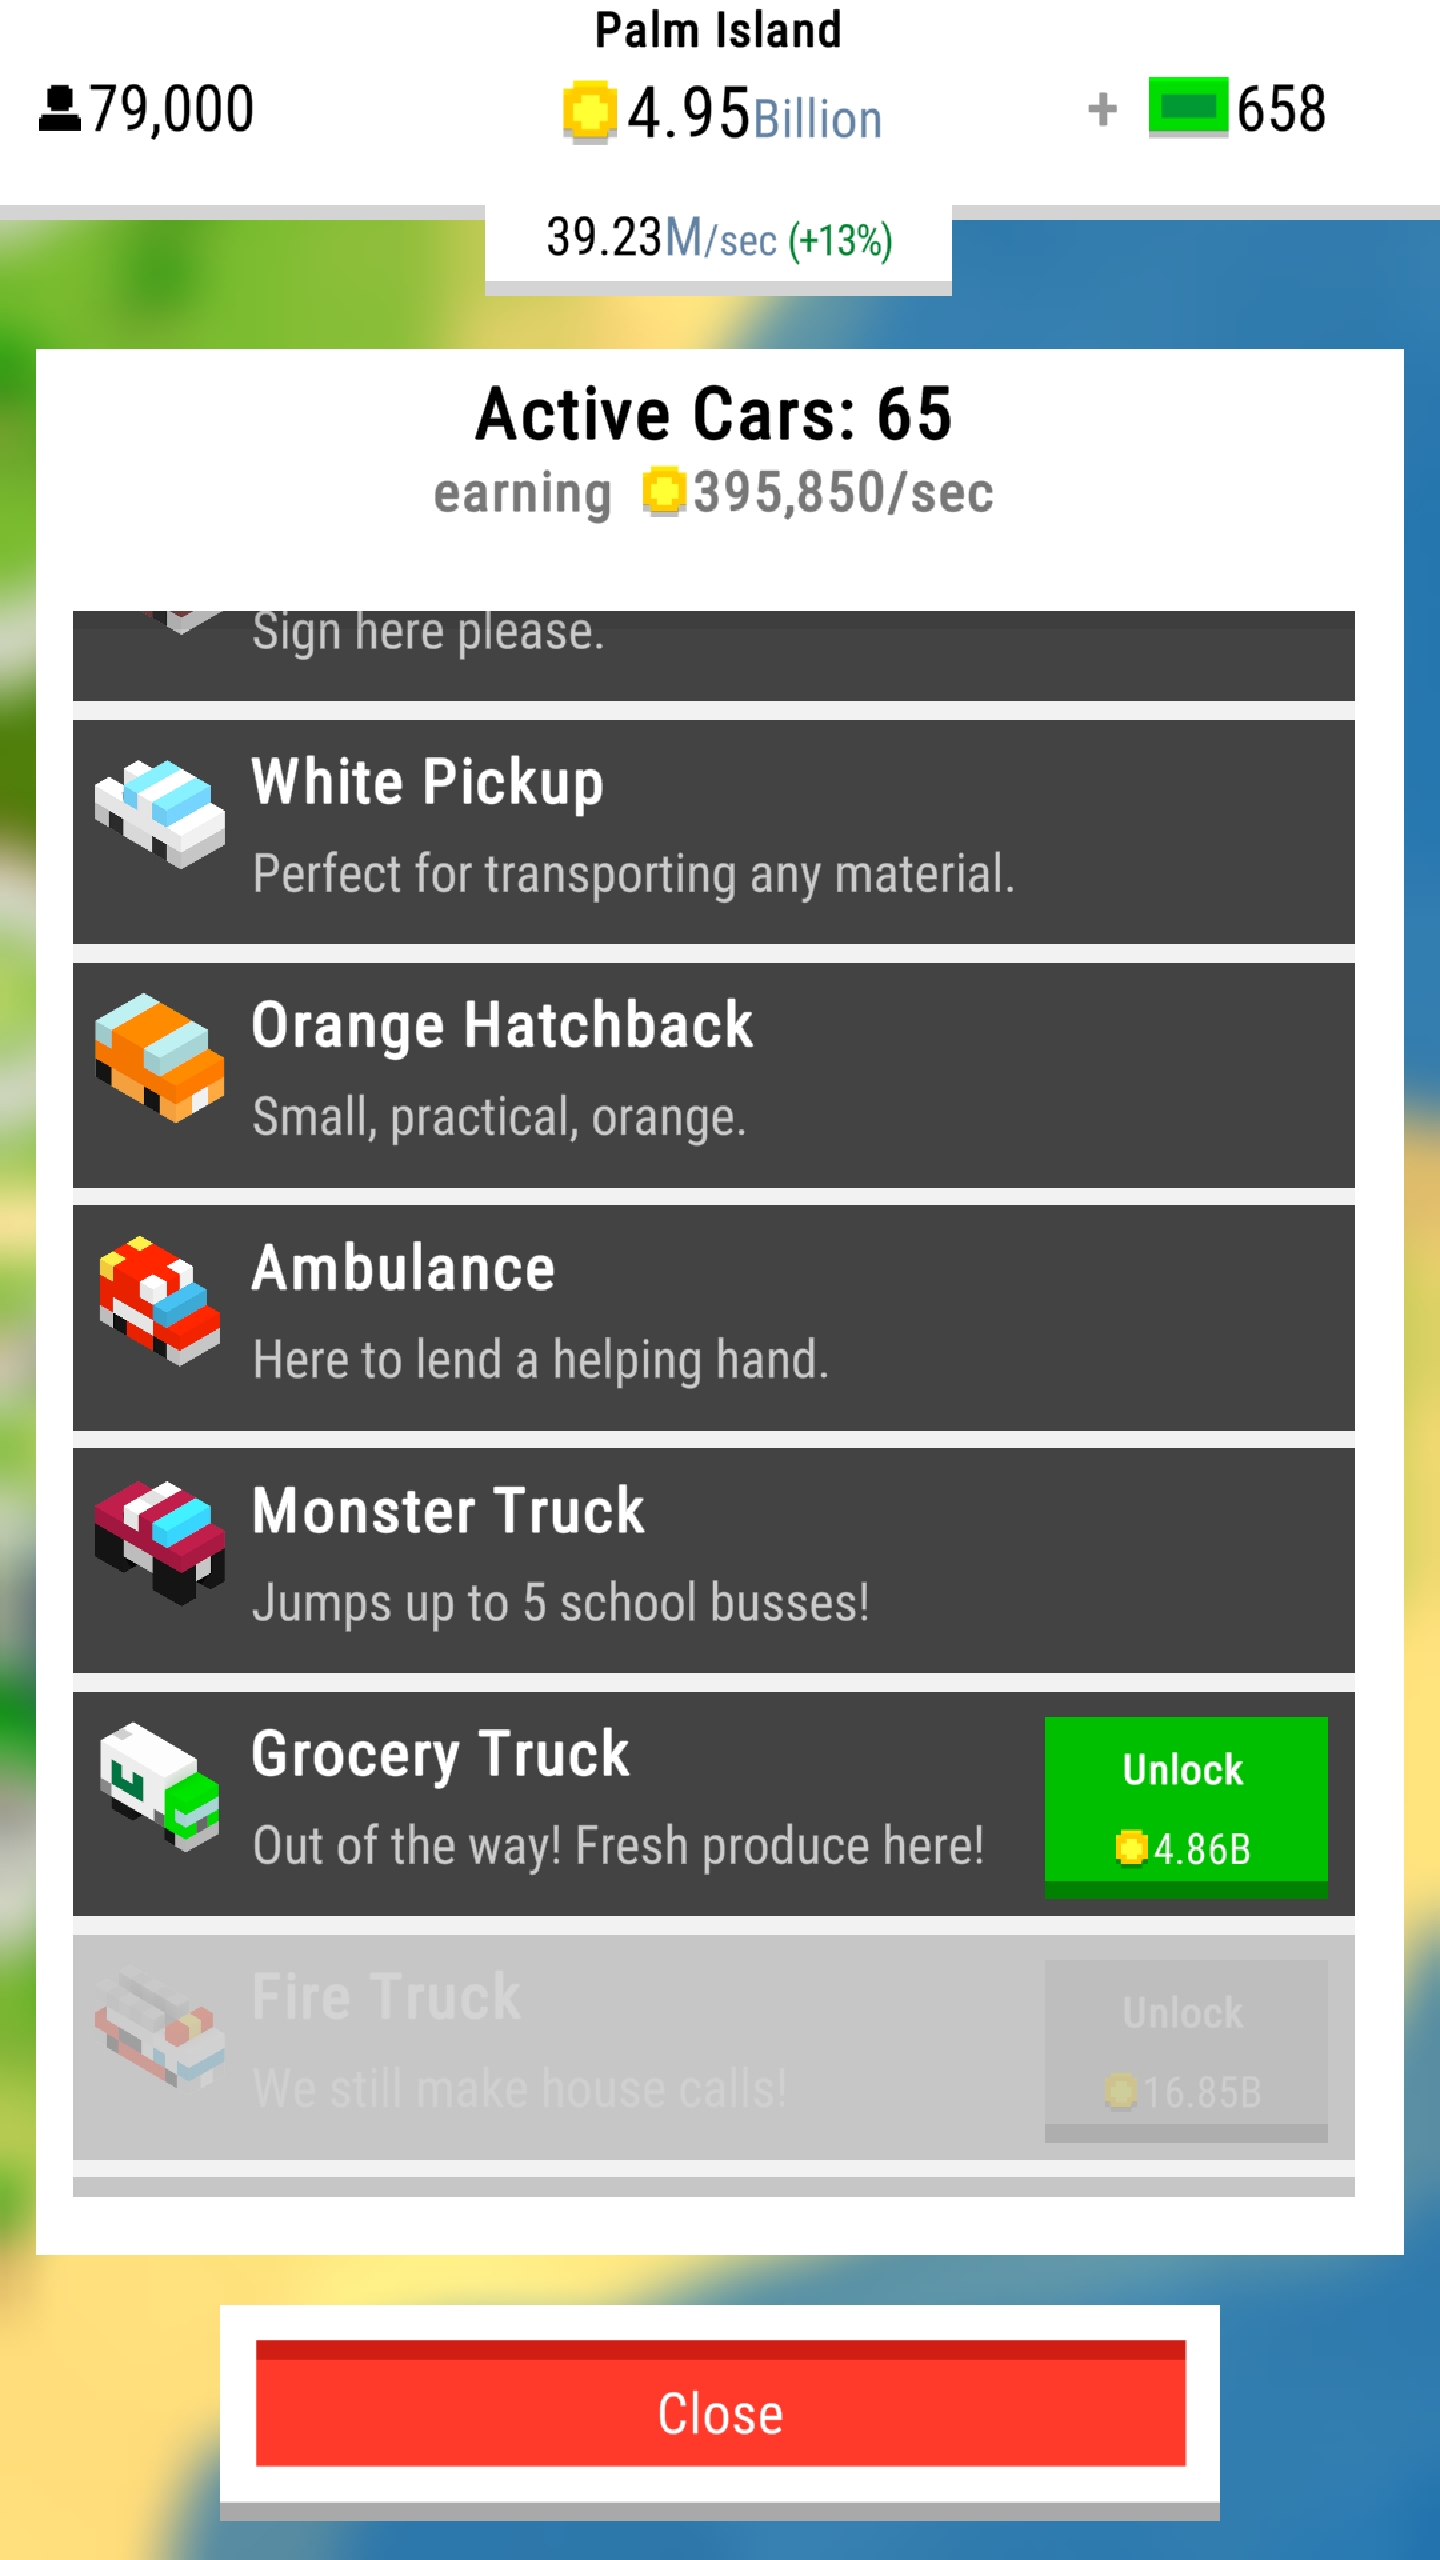 Palm Island
79,000
4.95Billion
+ 658
39.23M/sec (+13%)
Active Cars: 65
earning 395,850/sec
Sign here please.
White Pickup
Perfect for transporting any material.
Orange Hatchback
Small, practical, orange.
Ambulance
Here to lend a helping hand.
Monster Truck
Jumps up to 5 school busses!
Grocery Truck
Out of the way! Fresh produce here!
Unlock
4.86B
Fire Truck
We still make house calls!
Unlock
16.85B
Close